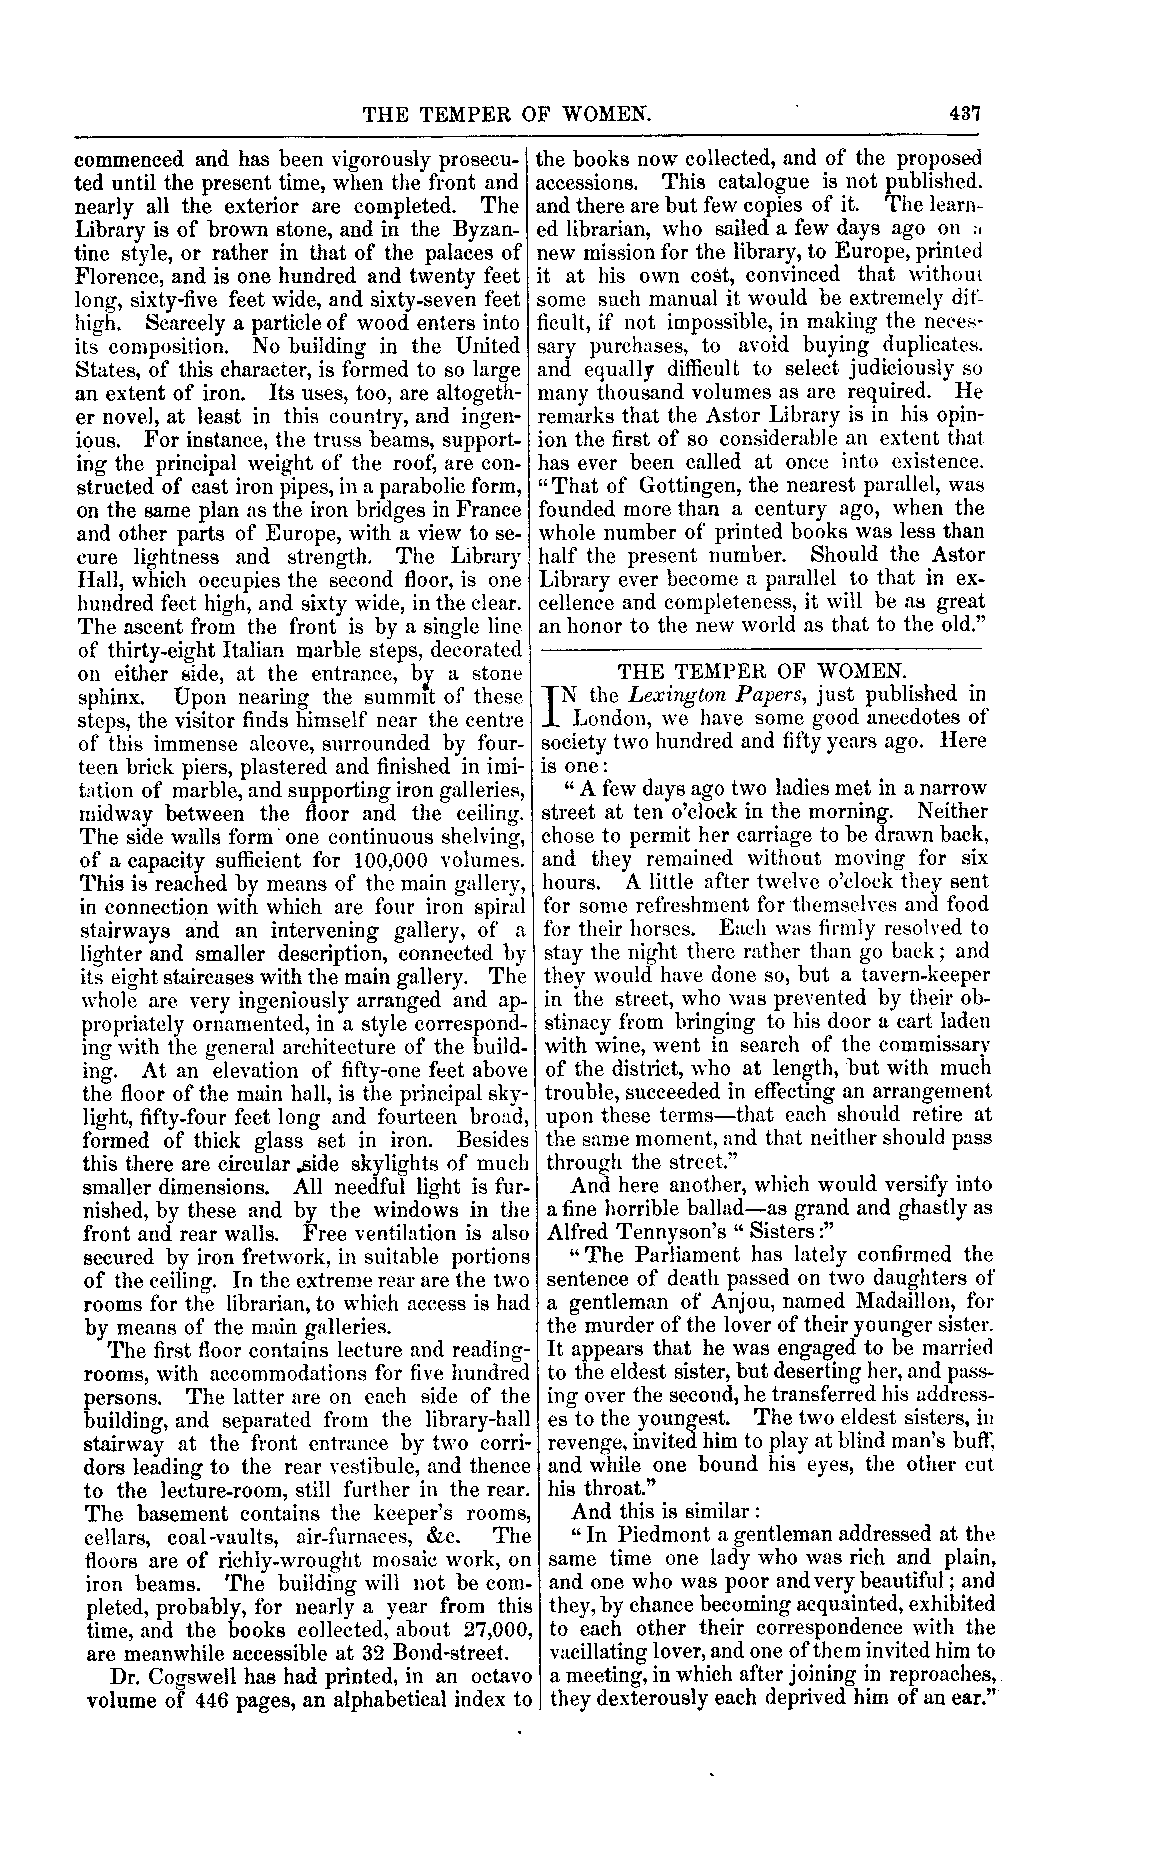 THE TEMPER OF WOMEN. 437
commenced and has been vigorously prosecu-
ted until the present time, when the front and
nearly all the exterior are completed. The
Library is of brown stone, and in the Byzan-
tine style, or rather in that of the palaces of
Florence, and is one hundred and twenty feet
long, sixty-five feet wide, and sixty-seven feet
high. Scarcely a particle of wood enters into
its composition. No building in the United
States, of this character, is formed to so large
an extent of iron. Its uses, too, are altogeth-
er novel, at least in this country, and ingen-
ious. For instance, the truss beams, support-
ing the principal weight of the roof, are con-
structed of cast iron pipes, in a parabolic form,
on the same plan as the iron bridges in France
and other parts of Europe, with a view to se-
cure lightness and strength. The Library
Hall, which occupies the second floor, is one
hundred feet high, and sixty wide, in the clear.
The ascent from the front is by a single line
of thirty-eight Italian marble steps, decorated
on either side, at the entrance, by a stone
sphinx. Upon nearing the summit of these
steps, the visitor finds himself near the centre
of this immense alcove, surrounded by four-
teen brick piers, plastered and finished in imi-
tation of marble, and supporting iron galleries,
midway between the floor and the ceiling.
The side walls form one continuous shelving,
of a capacity sufficient for 100,000 volumes.
This is reached by means of the main gallery,
in connection with which are four iron spiral
stairways and an intervening gallery, of a
lighter and smaller description, connected by
its eight staircases with the main gallery. The
whole are very ingeniously arranged and ap-
propriately ornamented, in a style correspond-
ing with the general architecture of the build-
ing. At an elevation of fifty-one feet above
the floor of the main hall, is the principal sky-
light, fifty-four feet long and fourteen broad,
formed of thick glass set in iron. Besides
this there are circular side skylights of much
smaller dimensions. All needful light is fur-
nished, by these and by the windows in the
front and rear walls. Free ventilation is also
secured by iron fretwork, in suitable portions
of the ceiling. In the extreme rear are the two
rooms for the librarian, to which access is had
by means of the main galleries.
The first floor contains lecture and reading-
rooms, with accommodations for five hundred
persons. The latter are on each side of the
building, and separated from the library-hall
stairway at the front entrance by two corri-
dors leading to the rear vestibule, and thence
to the lecture-room, still further in the rear.
The basement contains the keeper's rooms,
cellars, coal-vaults, air-furnaces, &c. The
floors are of richly-wrought mosaic work, on
iron beams. The building will not be com-
pleted, probably, for nearly a year from this
time, and the books collected, about 27,000,
are meanwhile accessible at 32 Bond-street.
Dr. Cogswell has had printed, in an octavo
volume of 446 pages, an alphabetical index to
the books now collected, and of the proposed
accessions. This catalogue is not published.
and there are but few copies of it. The learn-
ed librarian, who sailed a few days ago on a
new mission for the library, to Europe, printed
it at his own cost, convinced that without
some such manual it would be extremely dif-
ficult, if not impossible, in making the neces-
sary purchases, to avoid buying duplicates.
and equally difficult to select judiciously so
many thousand volumes as are required. He
remarks that the Astor Library is in his opin-
ion the first of so considerable an extent that
has ever been called at once into existence.
"That of Gottingen, the nearest parallel, was
founded more than a century ago, when the
whole number of printed books was less than
half the present number. Should the Astor
Library ever become a parallel to that in ex-
cellence and completeness, it will be as great
an honor to the new world as that to the old."
THE TEMPER OF WOMEN.
IN the Lexington Papers, just published in
London, we have some good anecdotes of
society two hundred and fifty years ago. Here
is one:
"A few days ago two ladies met in a narrow
street at ten o'clock in the morning. Neither
chose to permit her carriage to be drawn back,
and they remained without moving for six
hours. A little after twelve o'clock they sent
for some refreshment for themselves and food
for their horses. Each was firmly resolved to
stay the night there rather than go back; and
they would have done so, but a tavern-keeper
in the street, who was prevented by their ob-
stinacy from bringing to his door a cart laden
with wine, went in search of the commissary
of the district, who at length, but with much
trouble, succeeded in effecting an arrangement
upon these terms—that each should retire at
the same moment, and that neither should pass
through the street."
And here another, which would versify into
a fine horrible ballad—as grand and ghastly as
Alfred Tennyson's "Sisters:"
"The Parliament has lately confirmed the
sentence of death passed on two daughters of
a gentleman of Anjou, named Madaillon, for
the murder of the lover of their younger sister.
It appears that he was engaged to be married
to the eldest sister, but deserting her, and pass-
ing over the second, he transferred his address-
es to the youngest. The two eldest sisters, in
revenge, invited him to play at blind man's buff,
and while one bound his eyes, the other cut
his throat."
And this is similar:
"In Piedmont a gentleman addressed at the
same time one lady who was rich and plain,
and one who was poor and very beautiful; and
they, by chance becoming acquainted, exhibited
to each other their correspondence with the
vacillating lover, and one of them invited him to
a meeting, in which after joining in reproaches,
they dexterously each deprived him of an ear."